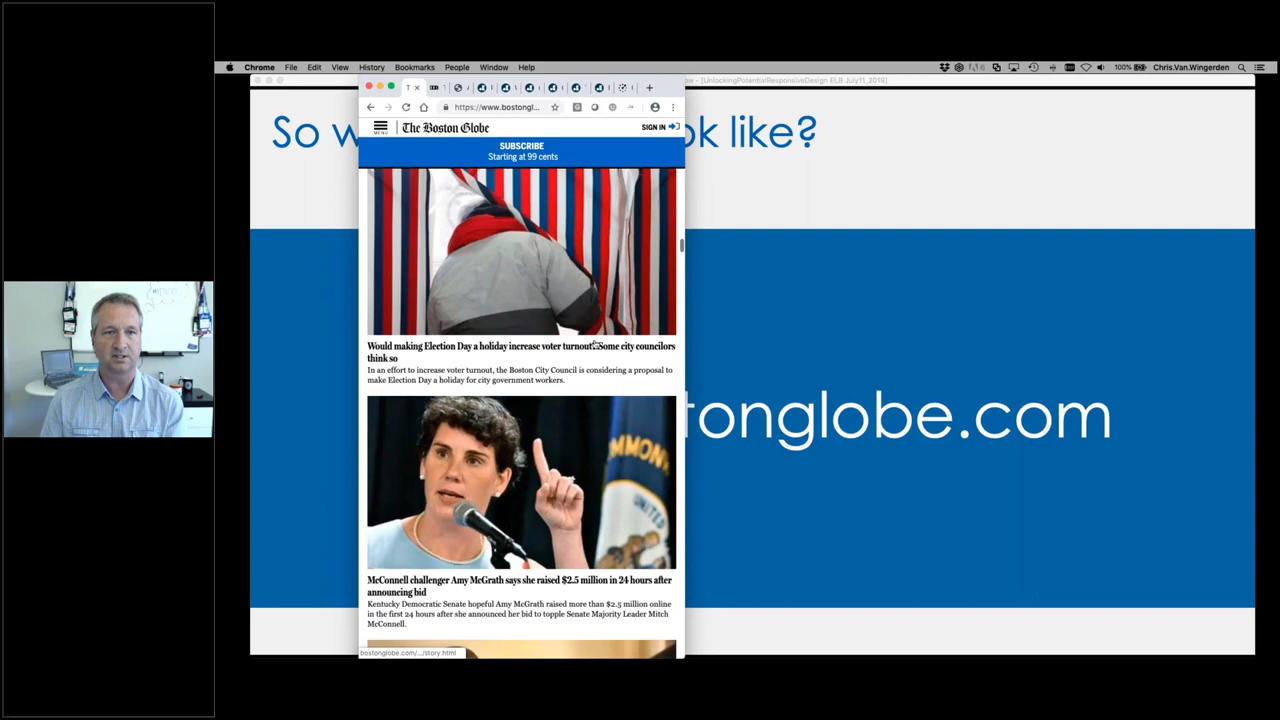 Chrome File Edit View History Bookmarks People Window Help
100% Chris.Van.Wingerden
[UnlockingPotentialResponsiveDesign ELB July11_2019]
https://www.bostongl...
So w
ok like?
MENU
The Boston Globe
SIGN IN
SUBSCRIBE
Starting at 99 cents
Would making Election Day a holiday increase voter turnout? Some city councilors
think so
In an effort to increase voter turnout, the Boston City Council is considering a proposal to
make Election Day a holiday for city government workers.
tonglobe.com
MMONW
UNITED
McConnell challenger Amy McGrath says she raised $2.5 million in 24 hours after
announcing bid
Kentucky Democratic Senate hopeful Amy McGrath raised more than $2.5 million online
in the first 24 hours after she announced her bid to topple Senate Majority Leader Mitch
McConnell.
bostonglobe.com/.../story.html